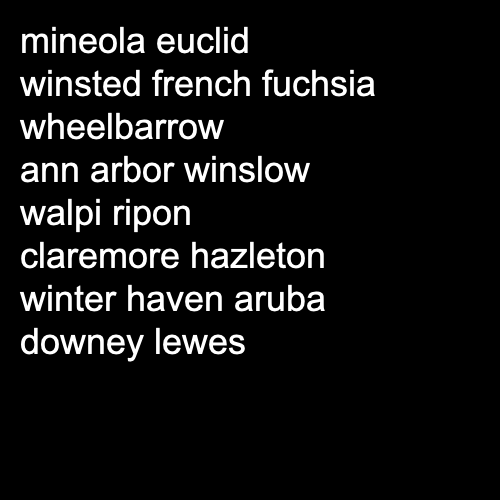 mineola euclid
winsted french fuchsia
wheelbarrow
ann arbor winslow
walpi ripon
claremore hazleton
winter haven aruba
downey lewes